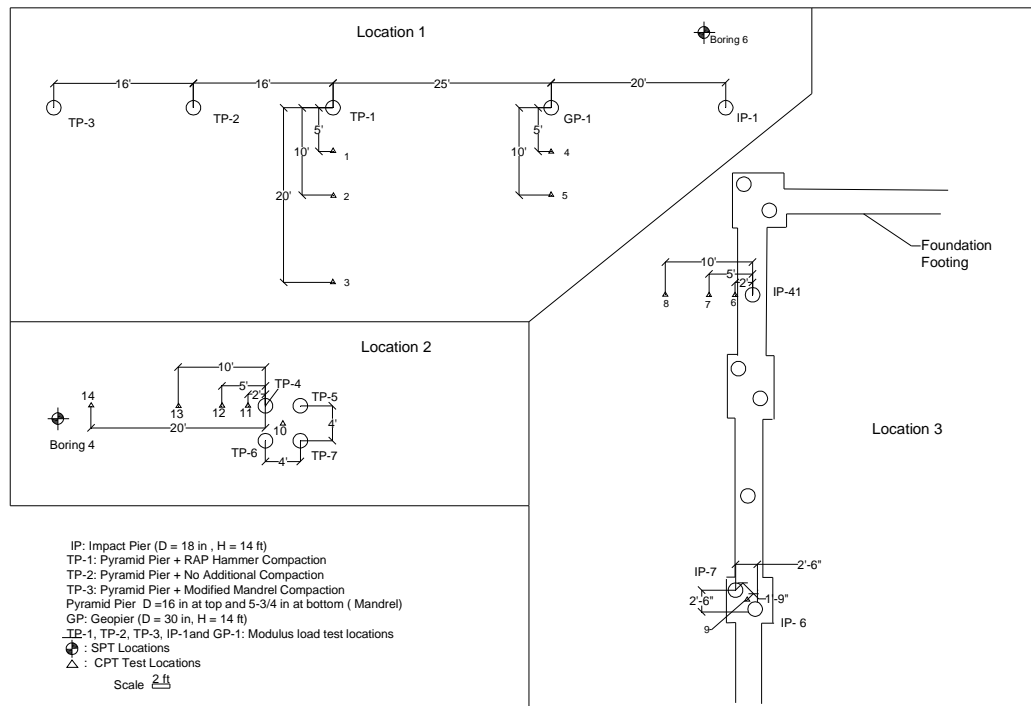 Location 1
Boring 6
16'
16'
25'
20'
TP-3
TP-2
TP-1
GP-1
IP-1
5'
10'
20'
1
2
3
5'
10'
4
5
Foundation
Footing
10'
5'
2'
8
7
6
IP-41
Location 2
10'
5'
2'
TP-4
TP-5
14
13
12
11
10
20'
4'
Boring 4
TP-6
TP-7
4'
Location 3
2'-6"
IP-7
2'-6"
1'-9"
9
IP- 6
IP: Impact Pier (D = 18 in , H = 14 ft)
TP-1: Pyramid Pier + RAP Hammer Compaction
TP-2: Pyramid Pier + No Additional Compaction
TP-3: Pyramid Pier + Modified Mandrel Compaction
Pyramid Pier D =16 in at top and 5-3/4 in at bottom ( Mandrel)
GP: Geopier (D = 30 in, H = 14 ft)
TP-1, TP-2, TP-3, IP-1and GP-1: Modulus load test locations
: SPT Locations
: CPT Test Locations
Scale 2 ft